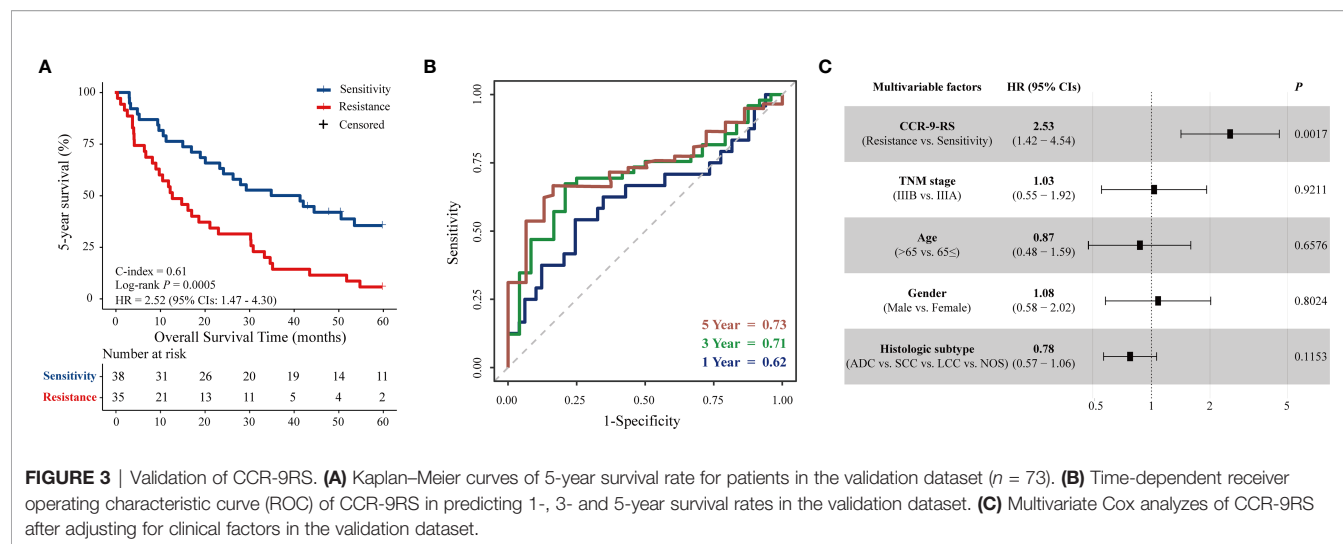 A
5-year survival (%)
100
75
50
25
0
Sensitivity
Resistance
Censored
C-index = 0.61
Log-rank P = 0.0005
HR = 2.52 (95% CIs: 1.47 - 4.30)
0 10 20 30 40 50 60
Overall Survival Time (months)
Number at risk
Sensitivity 38 31 26 20 19 14 11
Resistance 35 21 13 11 5 4 2
0 10 20 30 40 50 60
B
Sensitivity
1.00
0.75
0.50
0.25
0.00
5 Year = 0.73
3 Year = 0.71
1 Year = 0.62
0.00 0.25 0.50 0.75 1.00
1-Specificity
C
Multivariable factors HR (95% CIs) P
CCR-9-RS 2.53
(Resistance vs. Sensitivity) (1.42 − 4.54) 0.0017
TNM stage 1.03
(IIIB vs. IIIA) (0.55 − 1.92) 0.9211
Age 0.87
(>65 vs. 65≤) (0.48 − 1.59) 0.6576
Gender 1.08
(Male vs. Female) (0.58 − 2.02) 0.8024
Histologic subtype 0.78
(ADC vs. SCC vs. LCC vs. NOS) (0.57 − 1.06) 0.1153
0.5 1 2 5
FIGURE 3 | Validation of CCR-9RS. (A) Kaplan–Meier curves of 5-year survival rate for patients in the validation dataset (n = 73). (B) Time-dependent receiver
operating characteristic curve (ROC) of CCR-9RS in predicting 1-, 3- and 5-year survival rates in the validation dataset. (C) Multivariate Cox analyzes of CCR-9RS
after adjusting for clinical factors in the validation dataset.